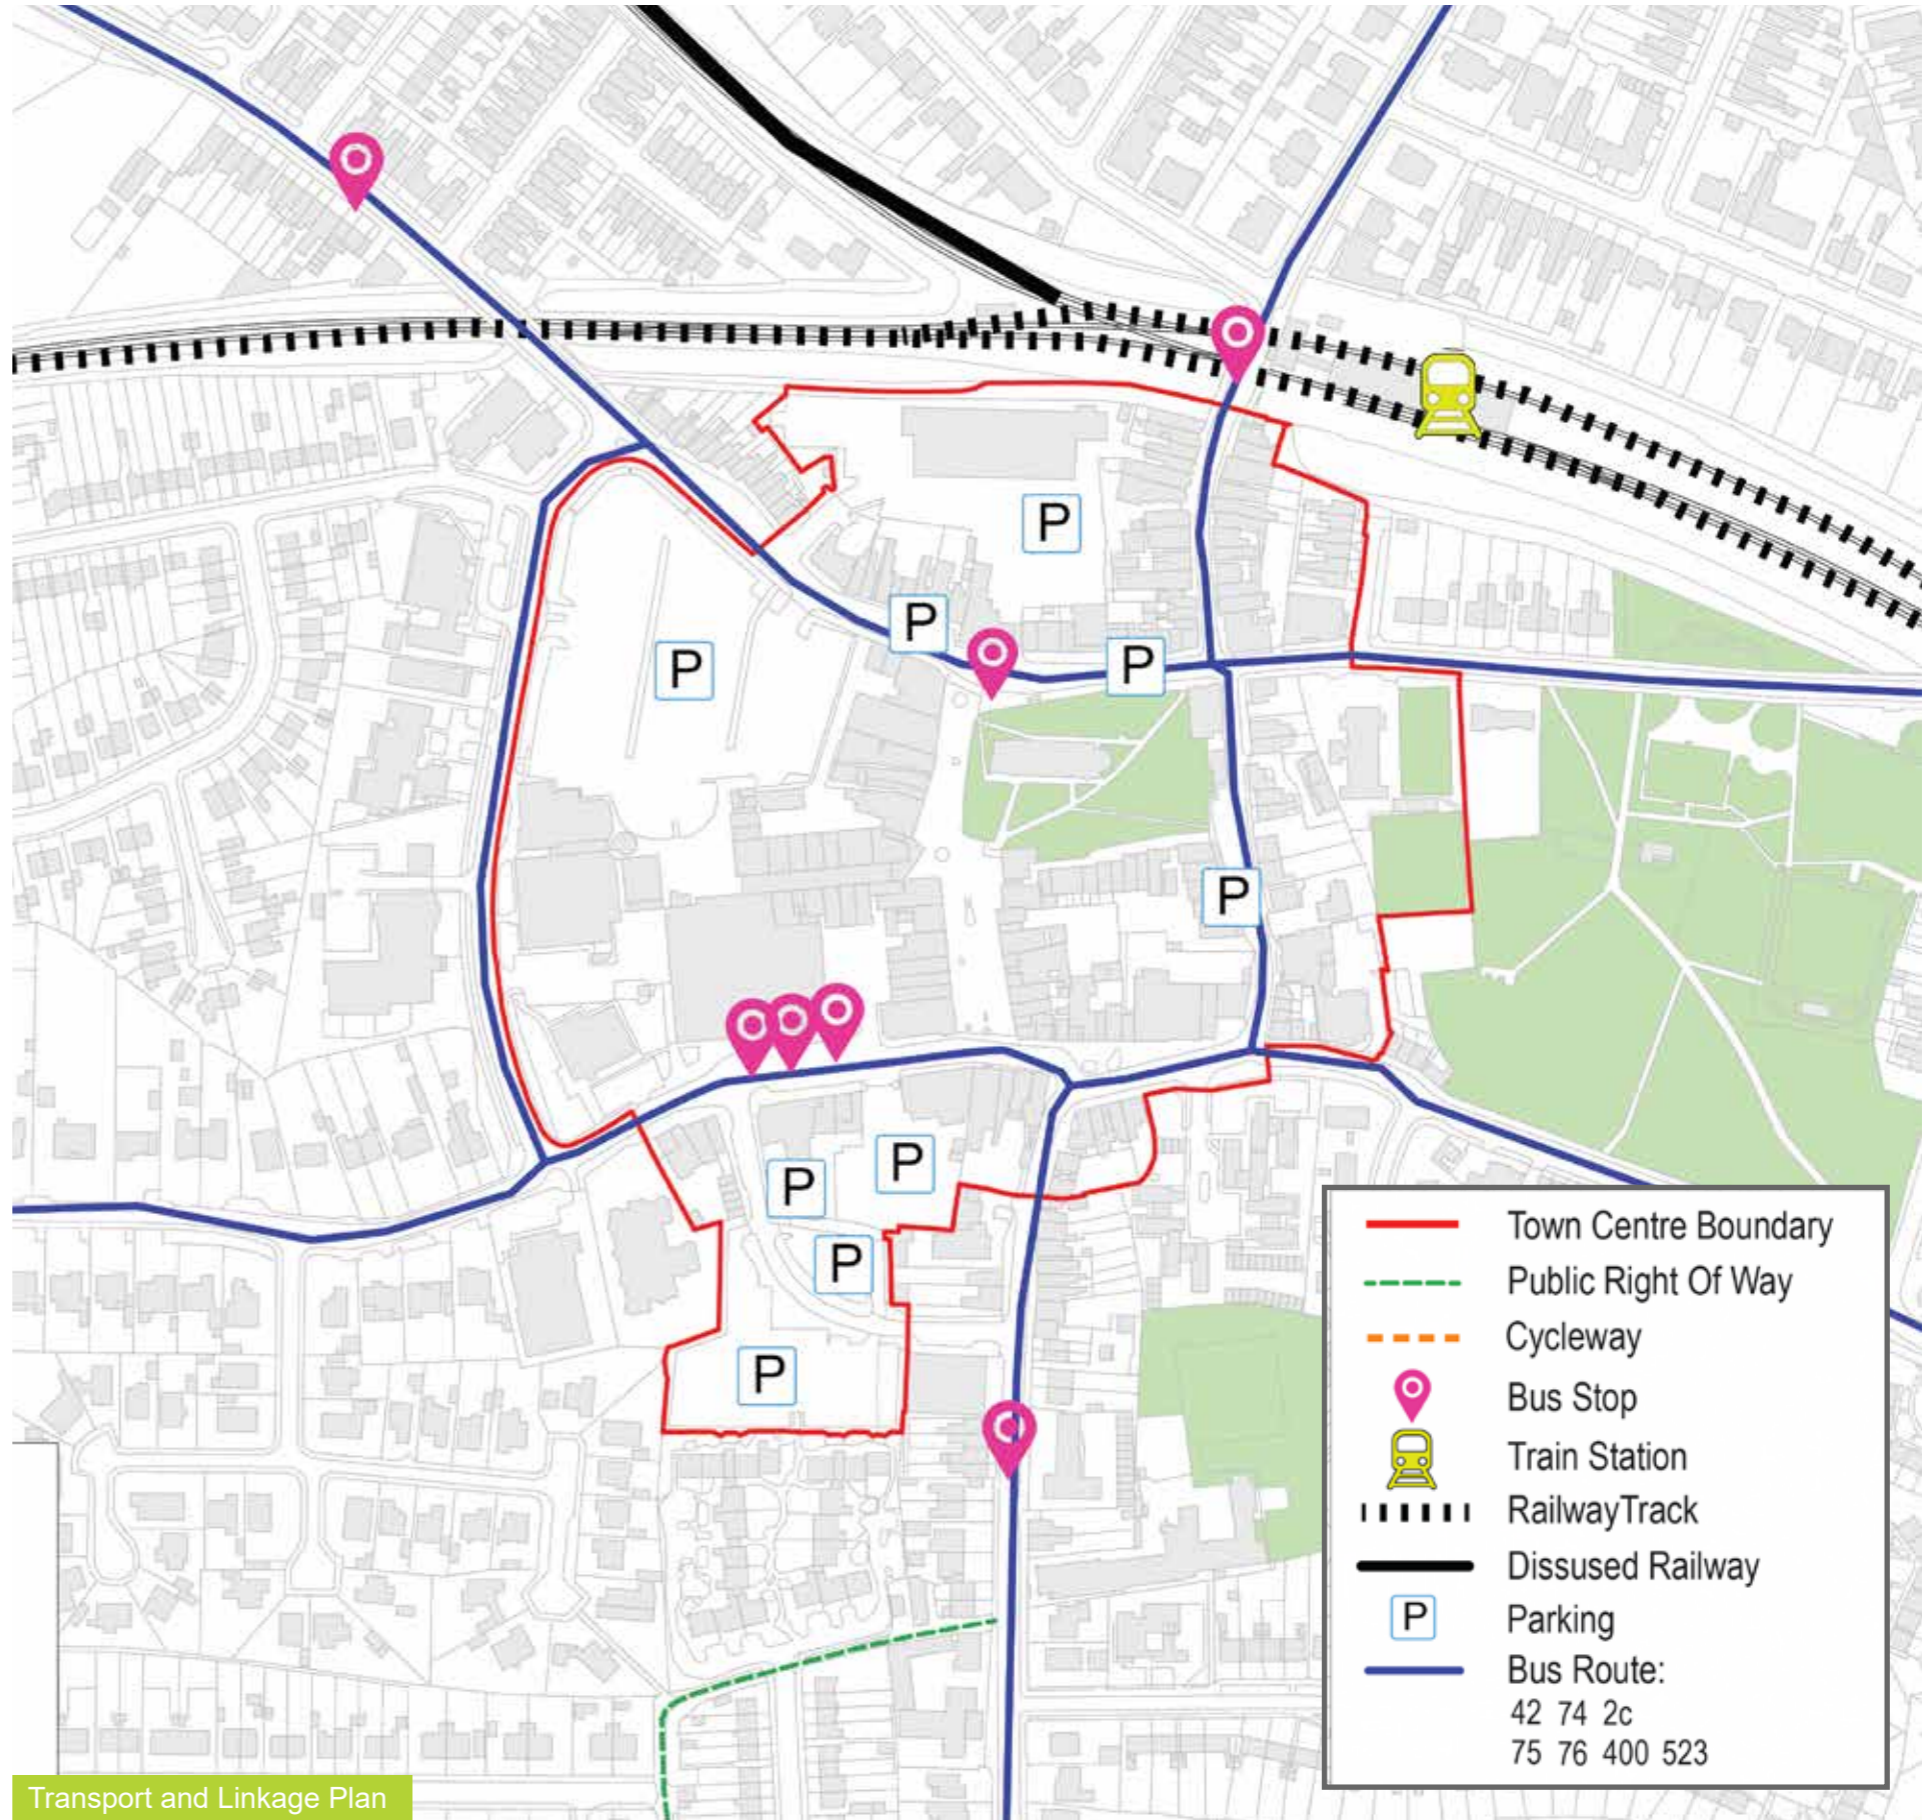 P
P
P
P
P
P
P
P
P
Town Centre Boundary
Public Right Of Way
Cycleway
Bus Stop
Train Station
RailwayTrack
Dissused Railway
P Parking
Bus Route:
42 74 2c
75 76 400 523
Transport and Linkage Plan